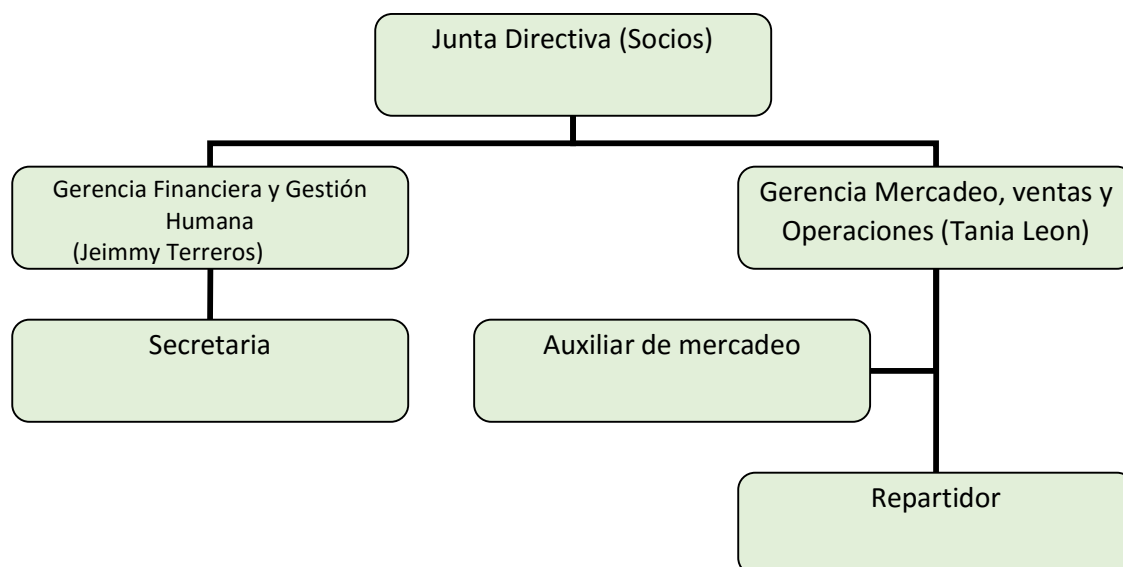 Junta Directiva (Socios)
Gerencia Financiera y Gestión
Humana
(Jeimmy Terreros)
Gerencia Mercadeo, ventas y
Operaciones (Tania Leon)
Secretaria
Auxiliar de mercadeo
Repartidor